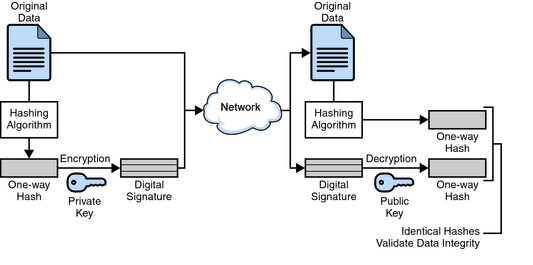 Original
Data
Hashing
Algorithm
One-way
Hash
Encryption
Private
Key
Digital
Signature
Network
Original
Data
Hashing
Algorithm
One-way
Hash
Digital
Signature
Decryption
Public
Key
One-way
Hash
Identical Hashes
Validate Data Integrity